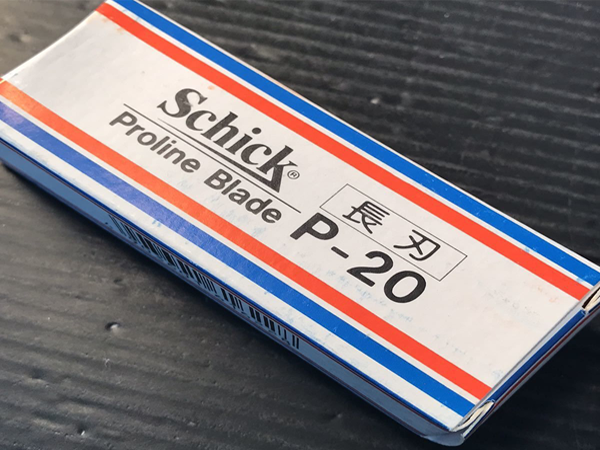 Schick®
Proline Blade
長刃
P-20